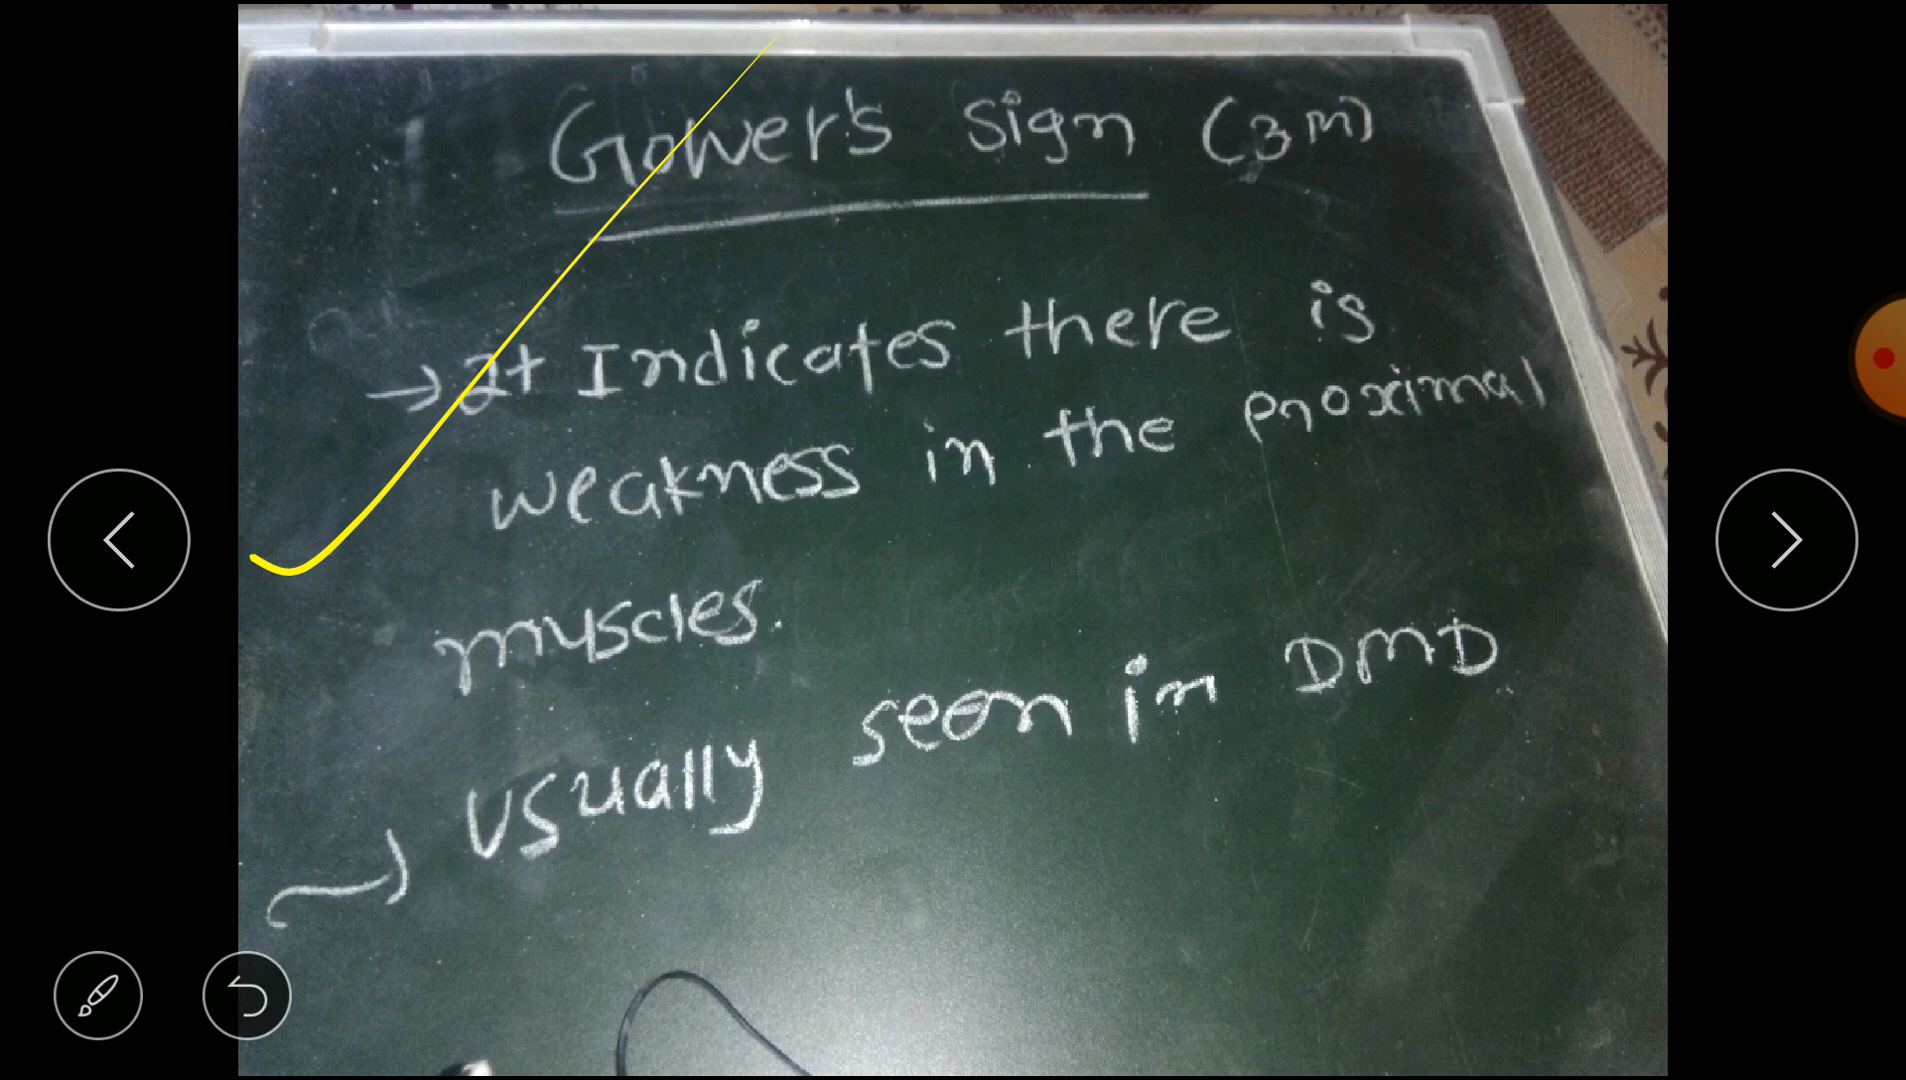 Gower's Sign (3M)
→ It Indicates there is
weakness in the proximal
muscles.
→ Usually seen in DMD